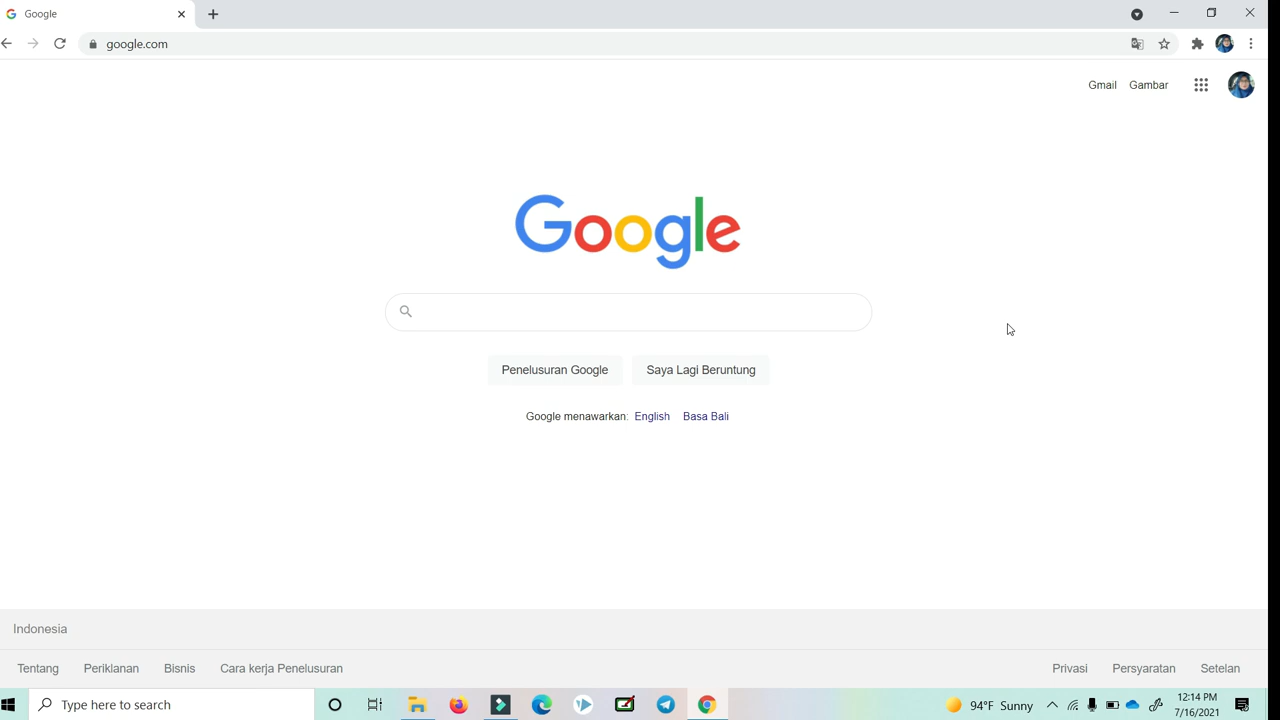 Google
google.com
Gmail Gambar
Google
Penelusuran Google Saya Lagi Beruntung
Google menawarkan: English Basa Bali
Indonesia
Tentang Periklanan Bisnis Cara kerja Penelusuran Privasi Persyaratan Setelan
Type here to search 94°F Sunny 12:14 PM
7/16/2021